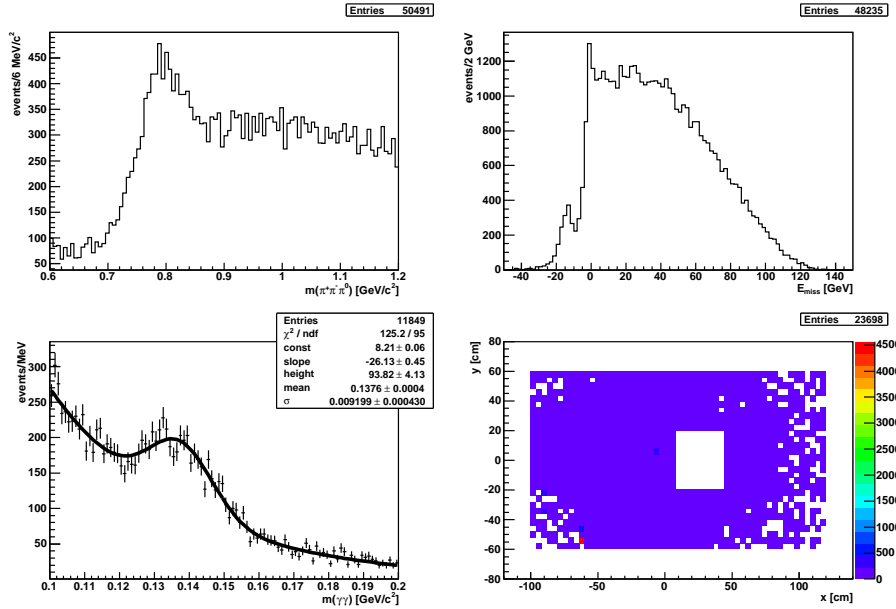 Entries 50491
events/6 MeV/c²
450
400
350
300
250
200
150
100
50
0.6 0.7 0.8 0.9 1 1.1 1.2
m(π⁺π⁻π⁰) [GeV/c²]
Entries 48235
events/2 GeV
1200
1000
800
600
400
200
0
-40 -20 0 20 40 60 80 100 120 140
E_miss [GeV]
Entries 11849
χ² / ndf 125.2 / 95
const 8.21 ± 0.06
slope -26.13 ± 0.45
height 93.82 ± 4.13
mean 0.1376 ± 0.0004
σ 0.009199 ± 0.000430
events/MeV
300
250
200
150
100
50
0
0.1 0.11 0.12 0.13 0.14 0.15 0.16 0.17 0.18 0.19 0.2
m(γγ) [GeV/c²]
Entries 23698
y [cm]
80
60
40
20
0
-20
-40
-60
-80
-100 -50 0 50 100
x [cm]
4500
4000
3500
3000
2500
2000
1500
1000
500
0